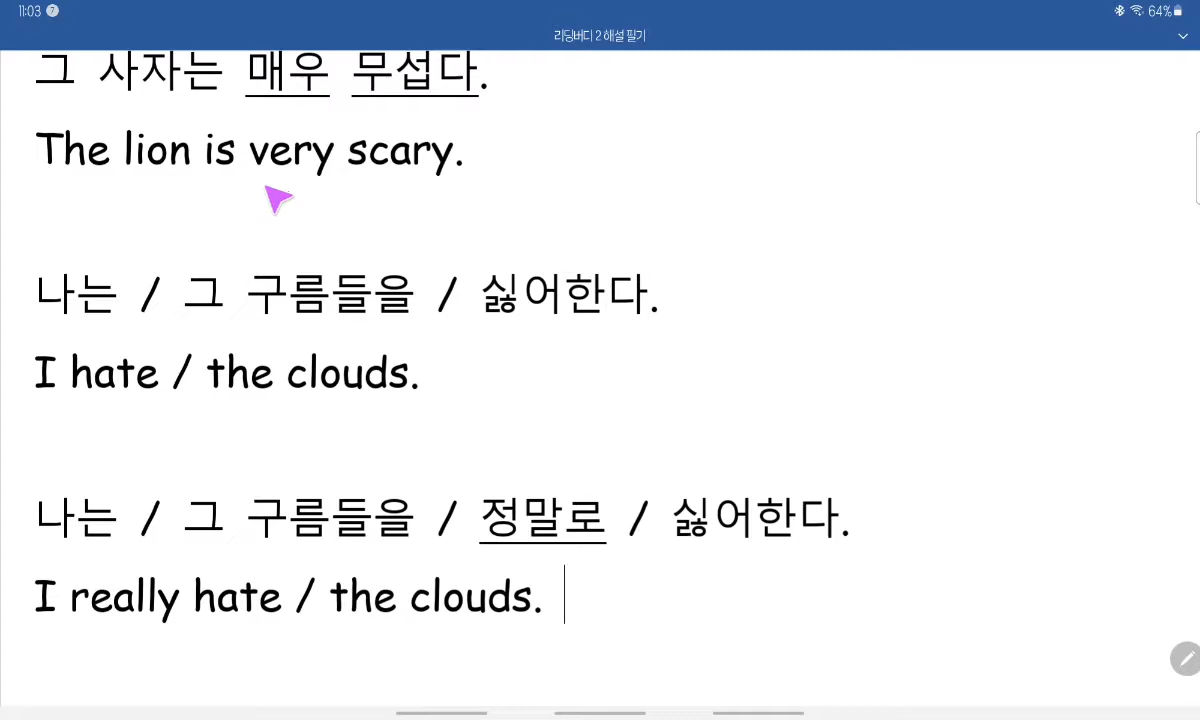 11:03 7 64%
리딩버디 2 해설 필기
그 사자는 매우 무섭다.
The lion is very scary.
나는 / 그 구름들을 / 싫어한다.
I hate / the clouds.
나는 / 그 구름들을 / 정말로 / 싫어한다.
I really hate / the clouds.